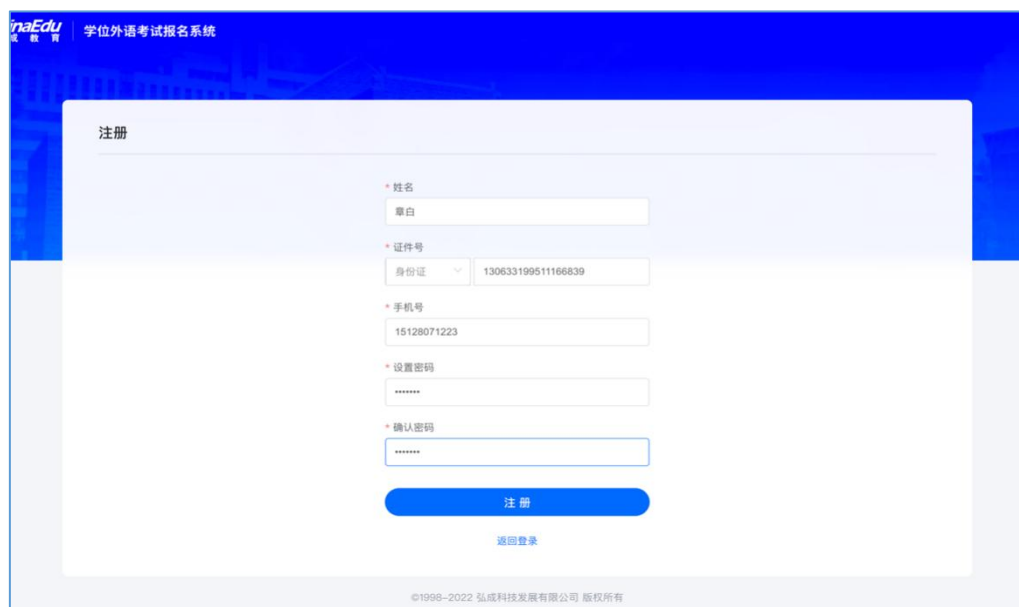 inaEdu 学位外语考试报名系统
成 教 育
注册
* 姓名
章白
* 证件号
身份证 130633199511166839
* 手机号
15128071223
* 设置密码
•••••••
* 确认密码
•••••••
注 册
返回登录
©1998-2022 弘成科技发展有限公司 版权所有